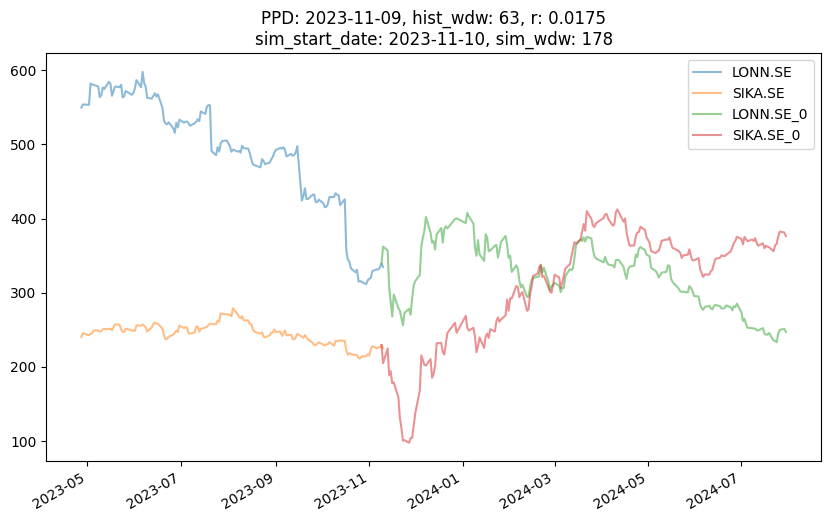 PPD: 2023-11-09, hist_wdw: 63, r: 0.0175
sim_start_date: 2023-11-10, sim_wdw: 178
LONN.SE
SIKA.SE
LONN.SE_0
SIKA.SE_0
600
500
400
300
200
100
2023-05
2023-07
2023-09
2023-11
2024-01
2024-03
2024-05
2024-07